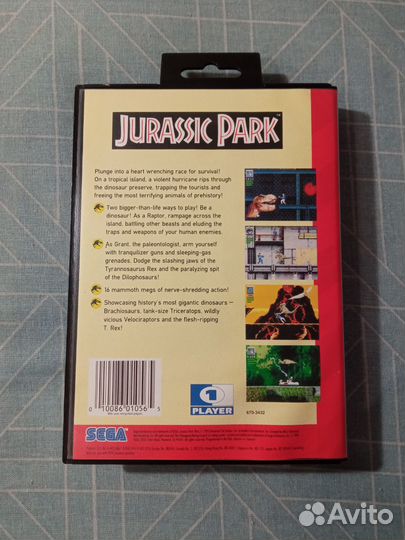 JURASSIC PARK
Plunge into a heart wrenching race for survival!
On a tropical island, a violent hurricane rips through
the dinosaur preserve, trapping the tourists and
freeing the most terrifying animals of prehistory!
Two bigger-than-life ways to play! Be a
dinosaur! As a Raptor, rampage across the
island, battling other beasts and eluding the
traps and weapons of your human enemies.
As Grant, the paleontologist, arm yourself
with tranquilizer guns and sleeping-gas
grenades. Dodge the slashing jaws of the
Tyrannosaurus Rex and the paralyzing spit
of the Dilophosaurus!
16 mammoth megs of nerve-shredding action!
Showcasing history's most gigantic dinosaurs —
Brachiosaurs, tank-size Triceratops, wildly
vicious Velociraptors and the flesh-ripping
T. Rex!
0 10086 01056 5
1
PLAYER
670-3432
SEGA
Avito